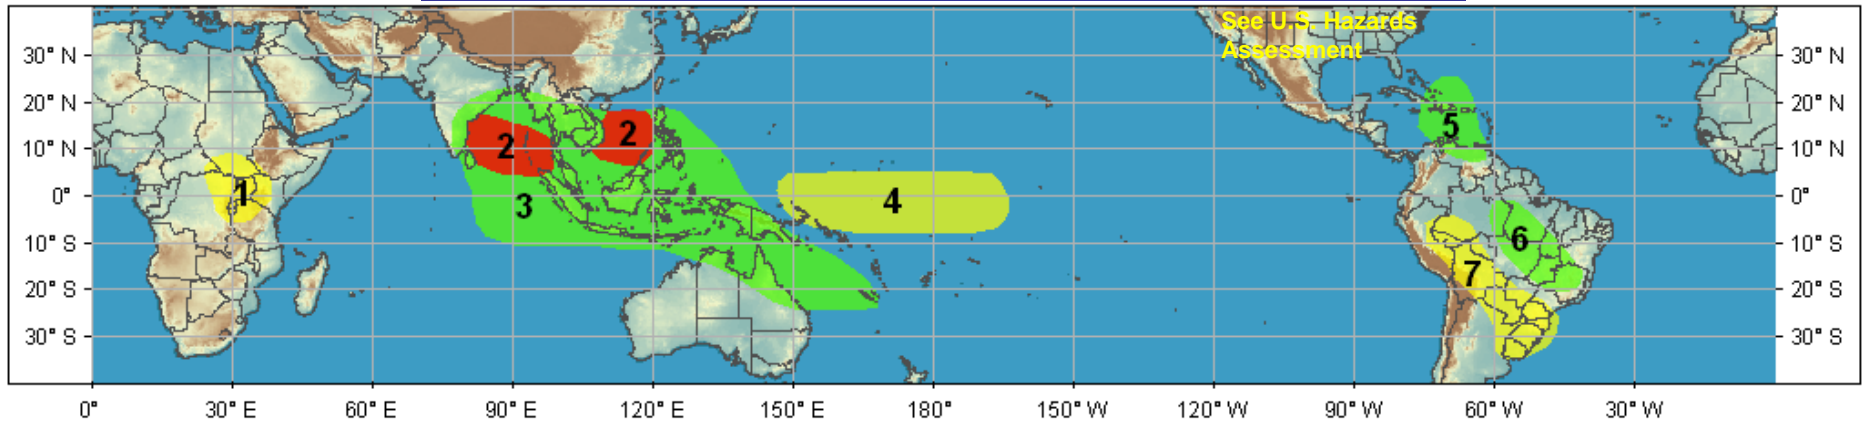 See U.S. Hazards
Assessment
30° N 30° N
20° N 20° N
10° N 10° N
0° 0°
10° S 10° S
20° S 20° S
30° S 30° S
1
2
2
3
4
5
6
7
0° 30° E 60° E 90° E 120° E 150° E 180° 150° W 120° W 90° W 60° W 30° W